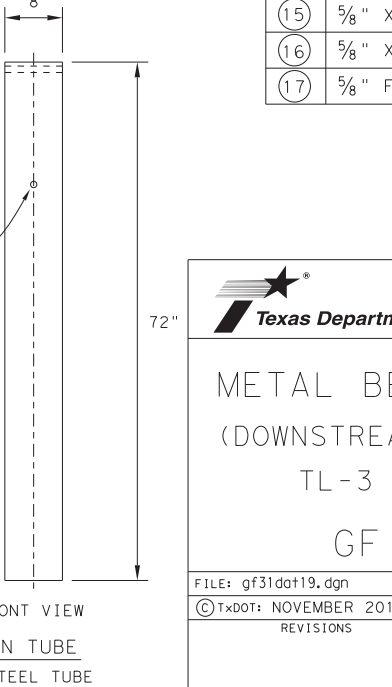 8
15 5/8" X
16 5/8" X
17 5/8" F
72"
®
Texas Departm
METAL BE
(DOWNSTREA
TL-3
GF
FILE: gf31dat19.dgn
© TxDOT: NOVEMBER 201
REVISIONS
ONT VIEW
N TUBE
TEEL TUBE